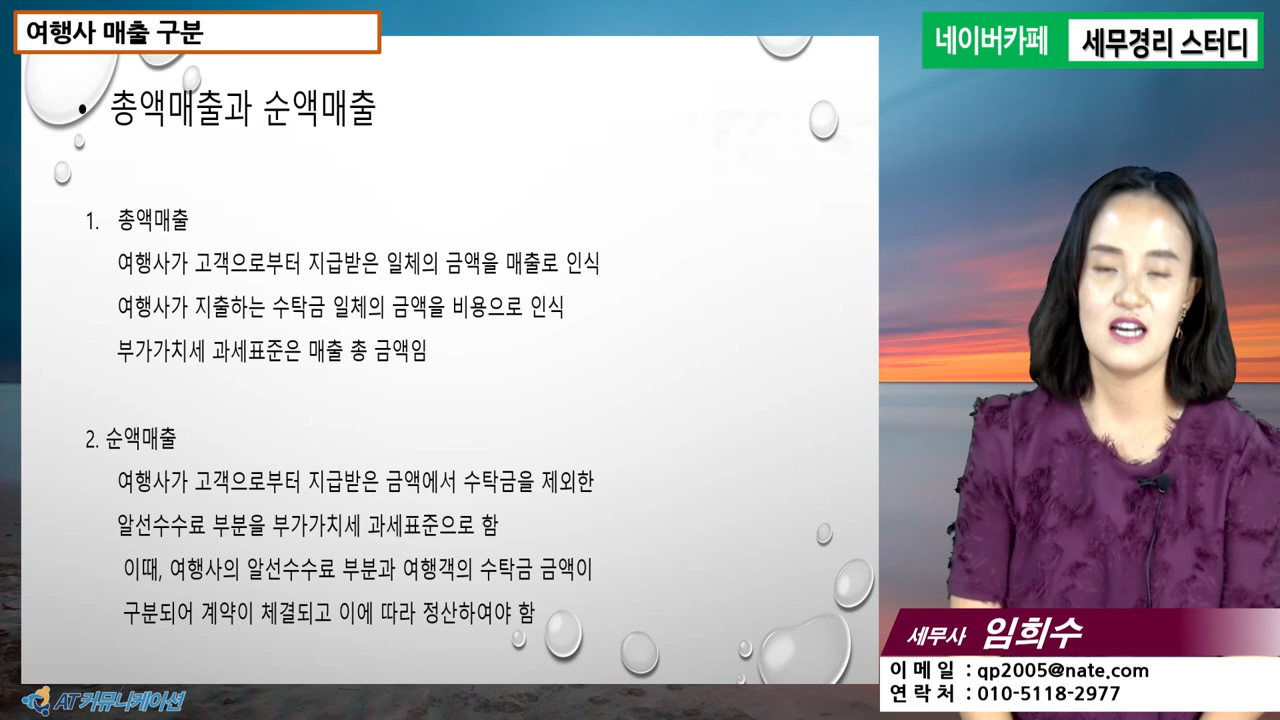 여행사 매출 구분
네이버카페 세무경리 스터디
• 총액매출과 순액매출
1. 총액매출
여행사가 고객으로부터 지급받은 일체의 금액을 매출로 인식
여행사가 지출하는 수탁금 일체의 금액을 비용으로 인식
부가가치세 과세표준은 매출 총 금액임
2. 순액매출
여행사가 고객으로부터 지급받은 금액에서 수탁금을 제외한
알선수수료 부분을 부가가치세 과세표준으로 함
이때, 여행사의 알선수수료 부분과 여행객의 수탁금 금액이
구분되어 계약이 체결되고 이에 따라 정산하여야 함
세무사 임희수
이 메 일 : qp2005@nate.com
연 락 처 : 010-5118-2977
AT커뮤니케이션